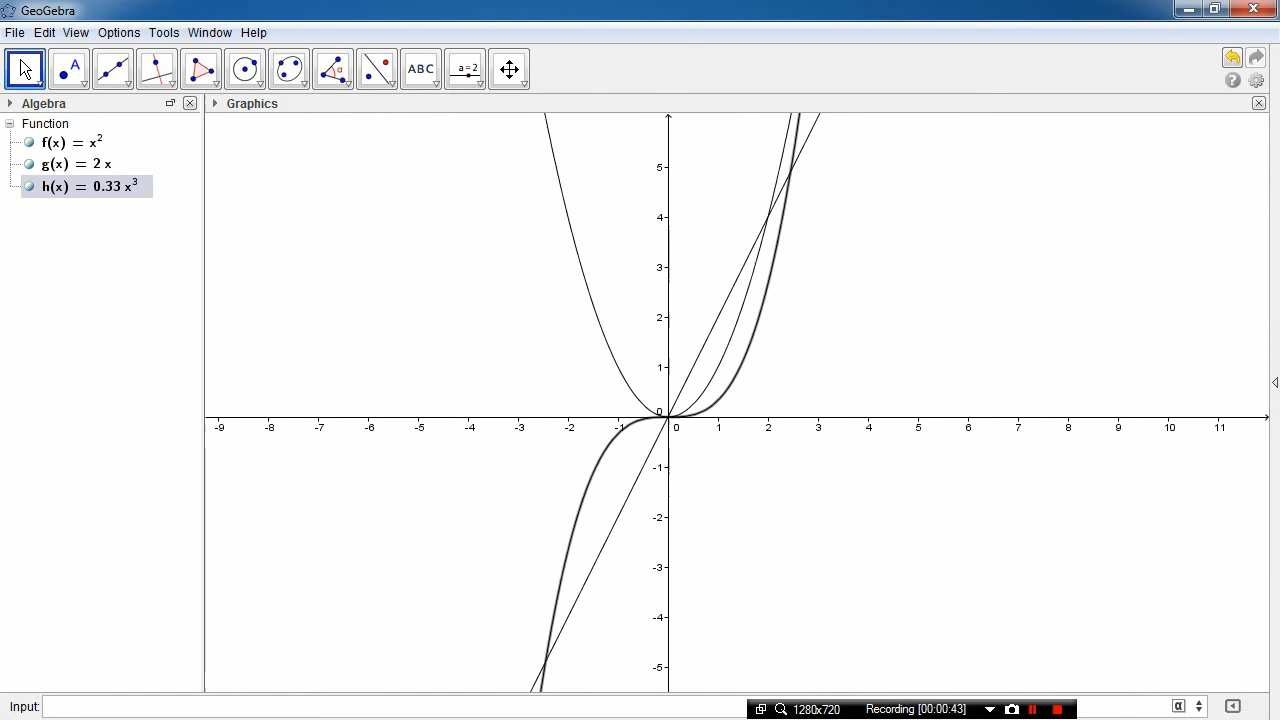 GeoGebra
File Edit View Options Tools Window Help
A α ABC a=2
Algebra
Graphics
Function
f(x) = x²
g(x) = 2 x
h(x) = 0.33 x³
5
4
3
2
1
0
-9 -8 -7 -6 -5 -4 -3 -2 -1 0 1 2 3 4 5 6 7 8 9 10 11
-1
-2
-3
-4
-5
Input: α
1280x720 Recording [00:00:43]